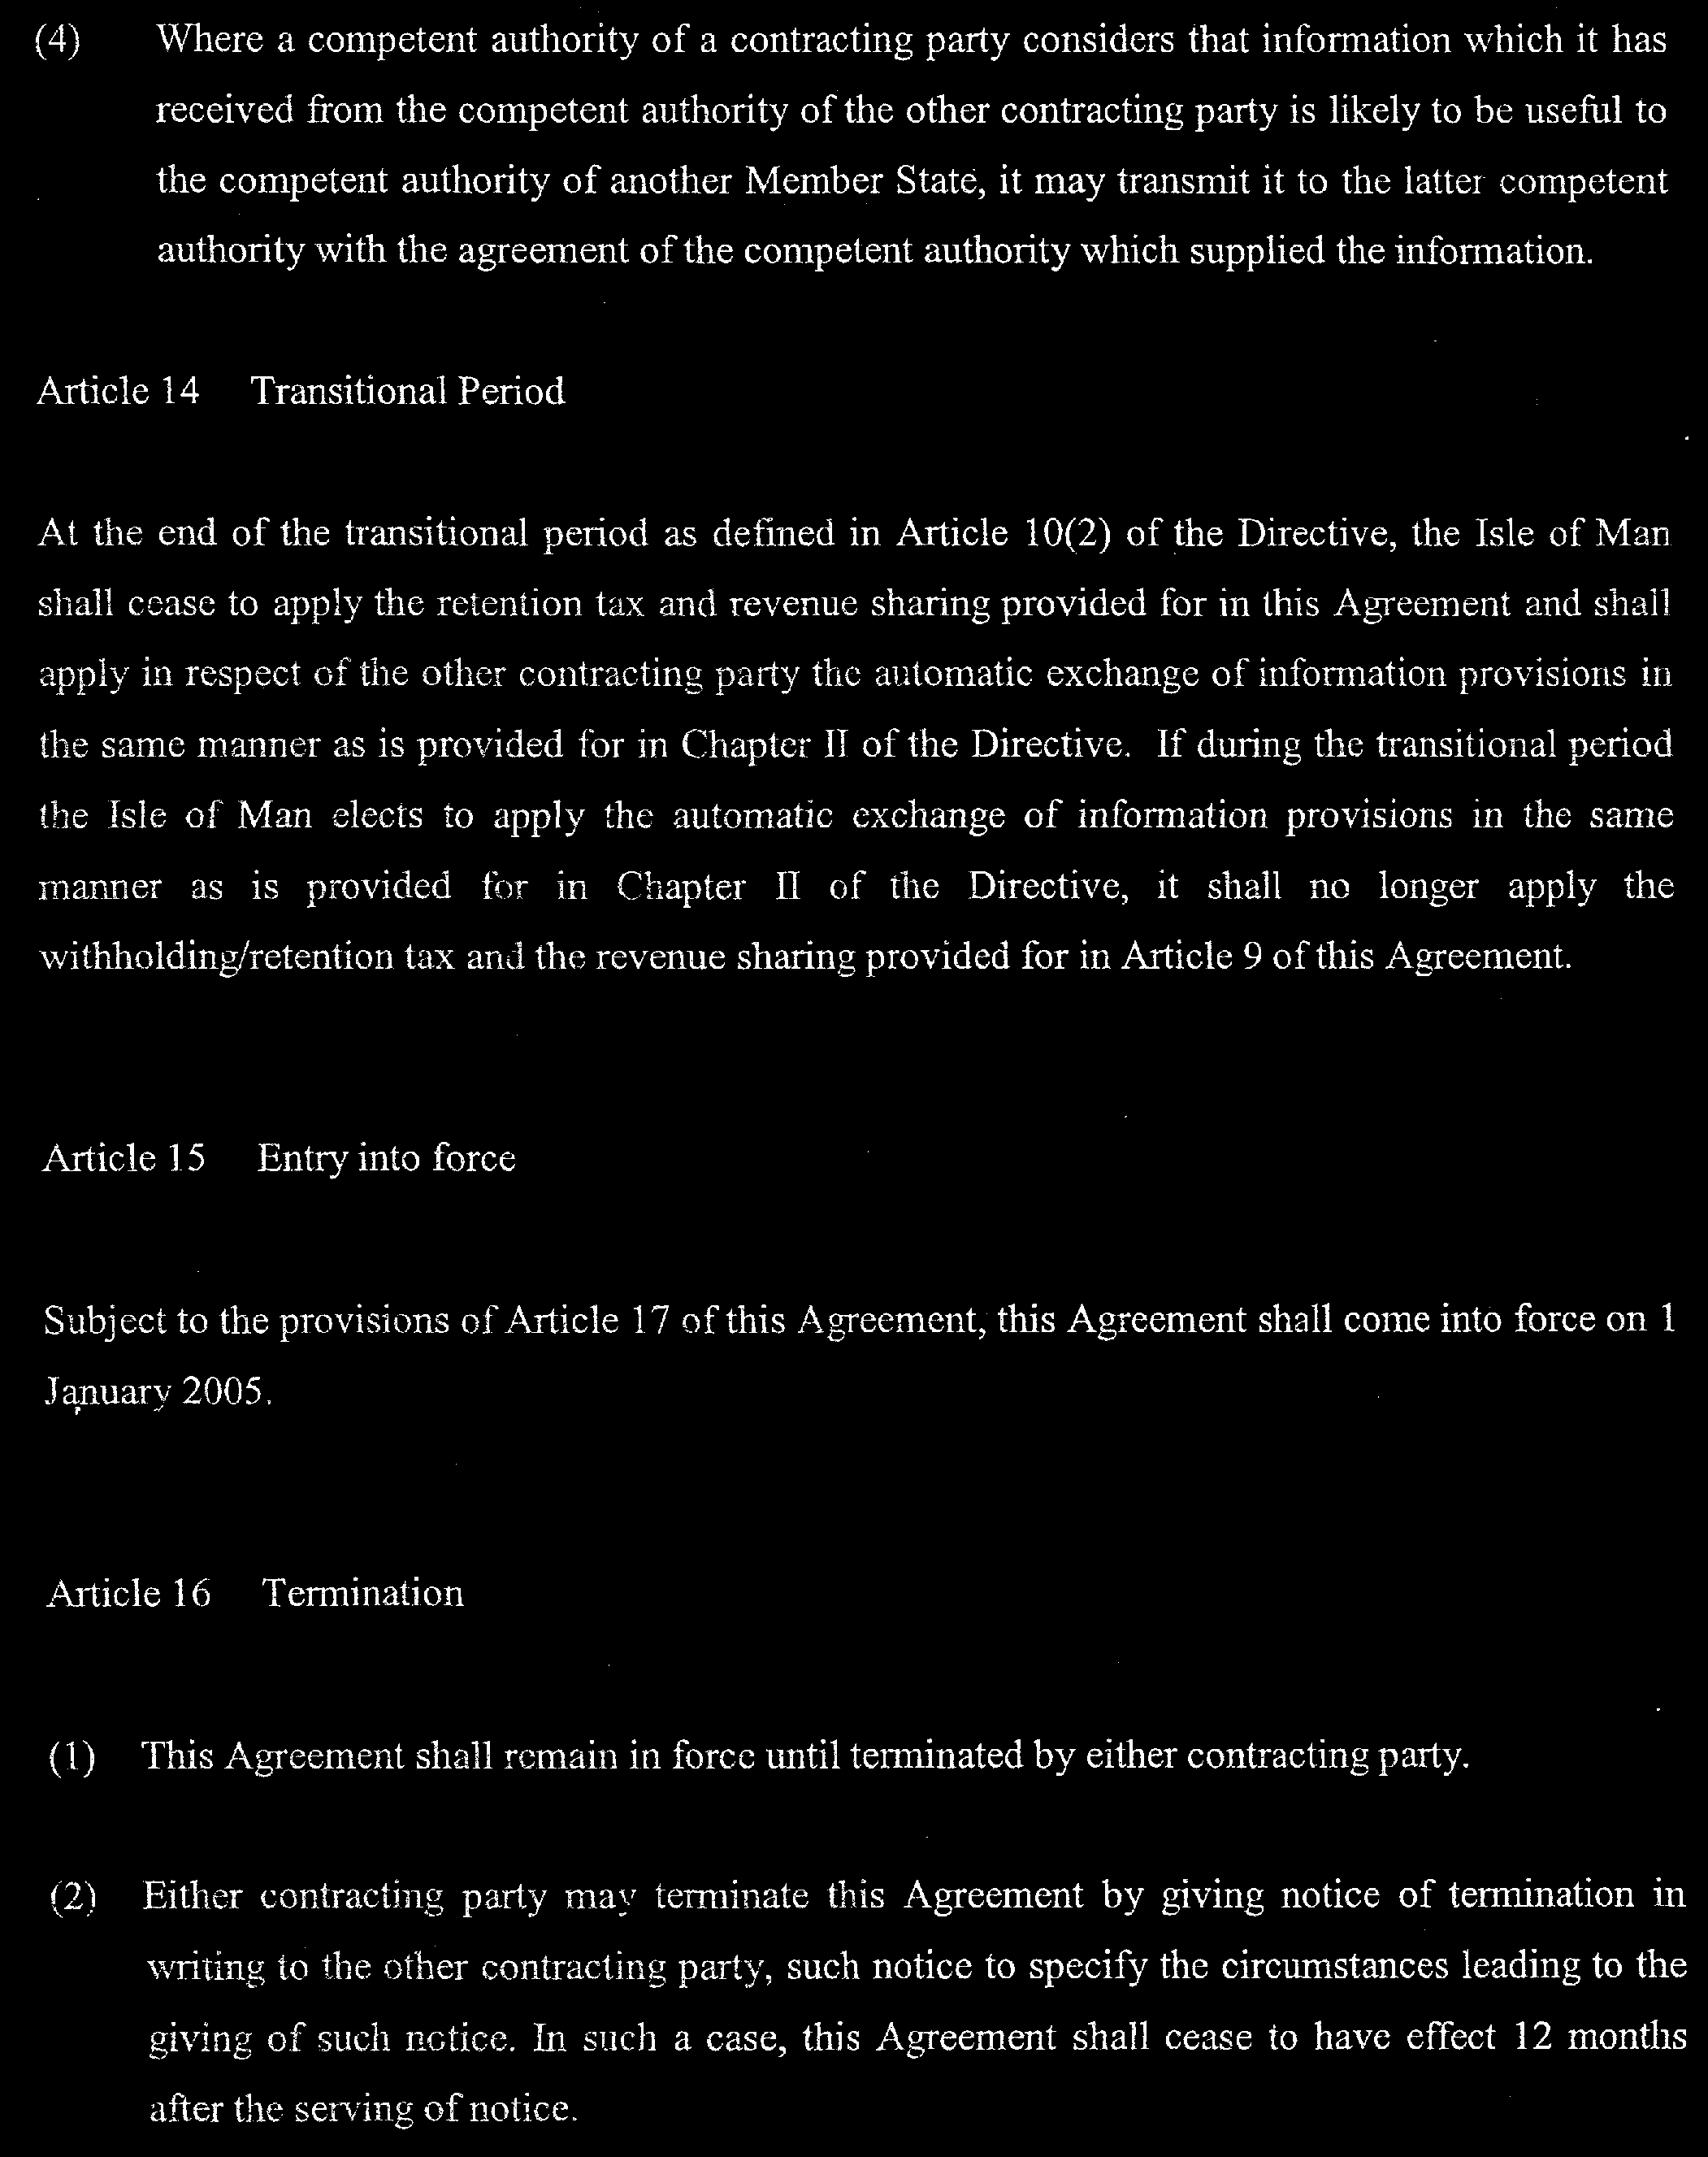 (4) Where a competent authority of a contracting party considers that information which it has
received from the competent authority of the other contracting party is likely to be useful to
the competent authority of another Member State, it may transmit it to the latter competent
authority with the agreement of the competent authority which supplied the information.
Article 14 Transitional Period
At the end of the transitional period as defined in Article 10(2) of the Directive, the Isle of Man
shall cease to apply the retention tax and revenue sharing provided for in this Agreement and shall
apply in respect of the other contracting party the automatic exchange of information provisions in
the same manner as is provided for in Chapter II of the Directive. If during the transitional period
the Isle of Man elects to apply the automatic exchange of information provisions in the same
manner as is provided for in Chapter II of the Directive, it shall no longer apply the
withholding/retention tax and the revenue sharing provided for in Article 9 of this Agreement.
Article 15 Entry into force
Subject to the provisions of Article 17 of this Agreement, this Agreement shall come into force on 1
January 2005.
Article 16 Termination
(1) This Agreement shall remain in force until terminated by either contracting party.
(2) Either contracting party may terminate this Agreement by giving notice of termination in
writing to the other contracting party, such notice to specify the circumstances leading to the
giving of such notice. In such a case, this Agreement shall cease to have effect 12 months
after the serving of notice.